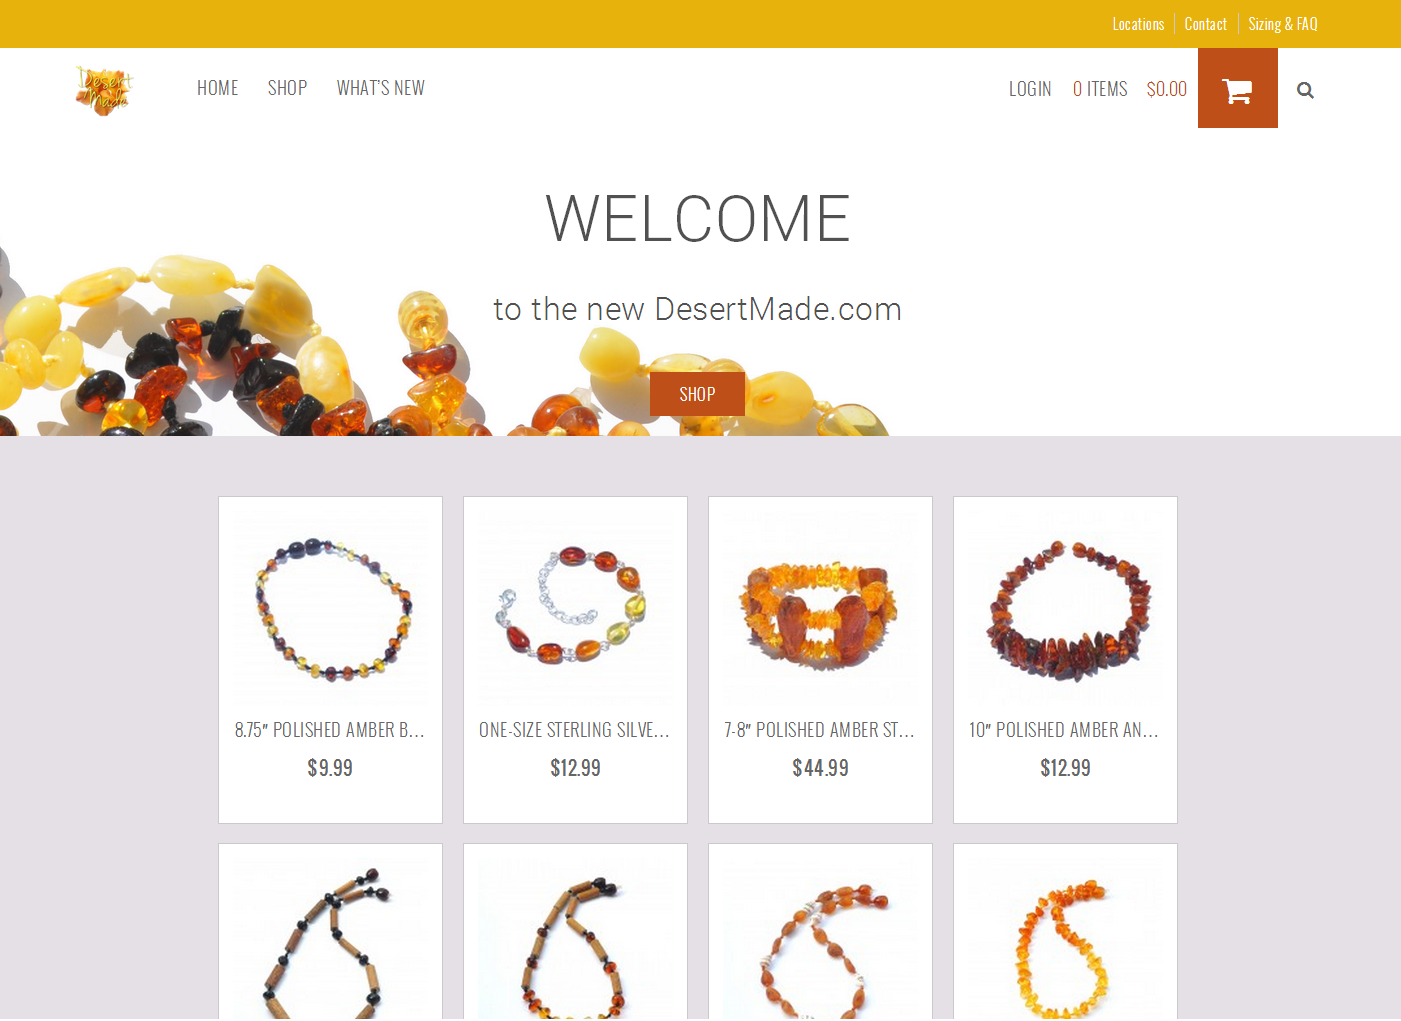 Locations
Contact
Sizing & FAQ
Desert
Made
HOME
SHOP
WHAT'S NEW
LOGIN
0 ITEMS
$0.00
WELCOME
to the new DesertMade.com
SHOP
8.75″ POLISHED AMBER B...
$9.99
ONE-SIZE STERLING SILVE...
$12.99
7-8″ POLISHED AMBER ST...
$44.99
10″ POLISHED AMBER AN...
$12.99